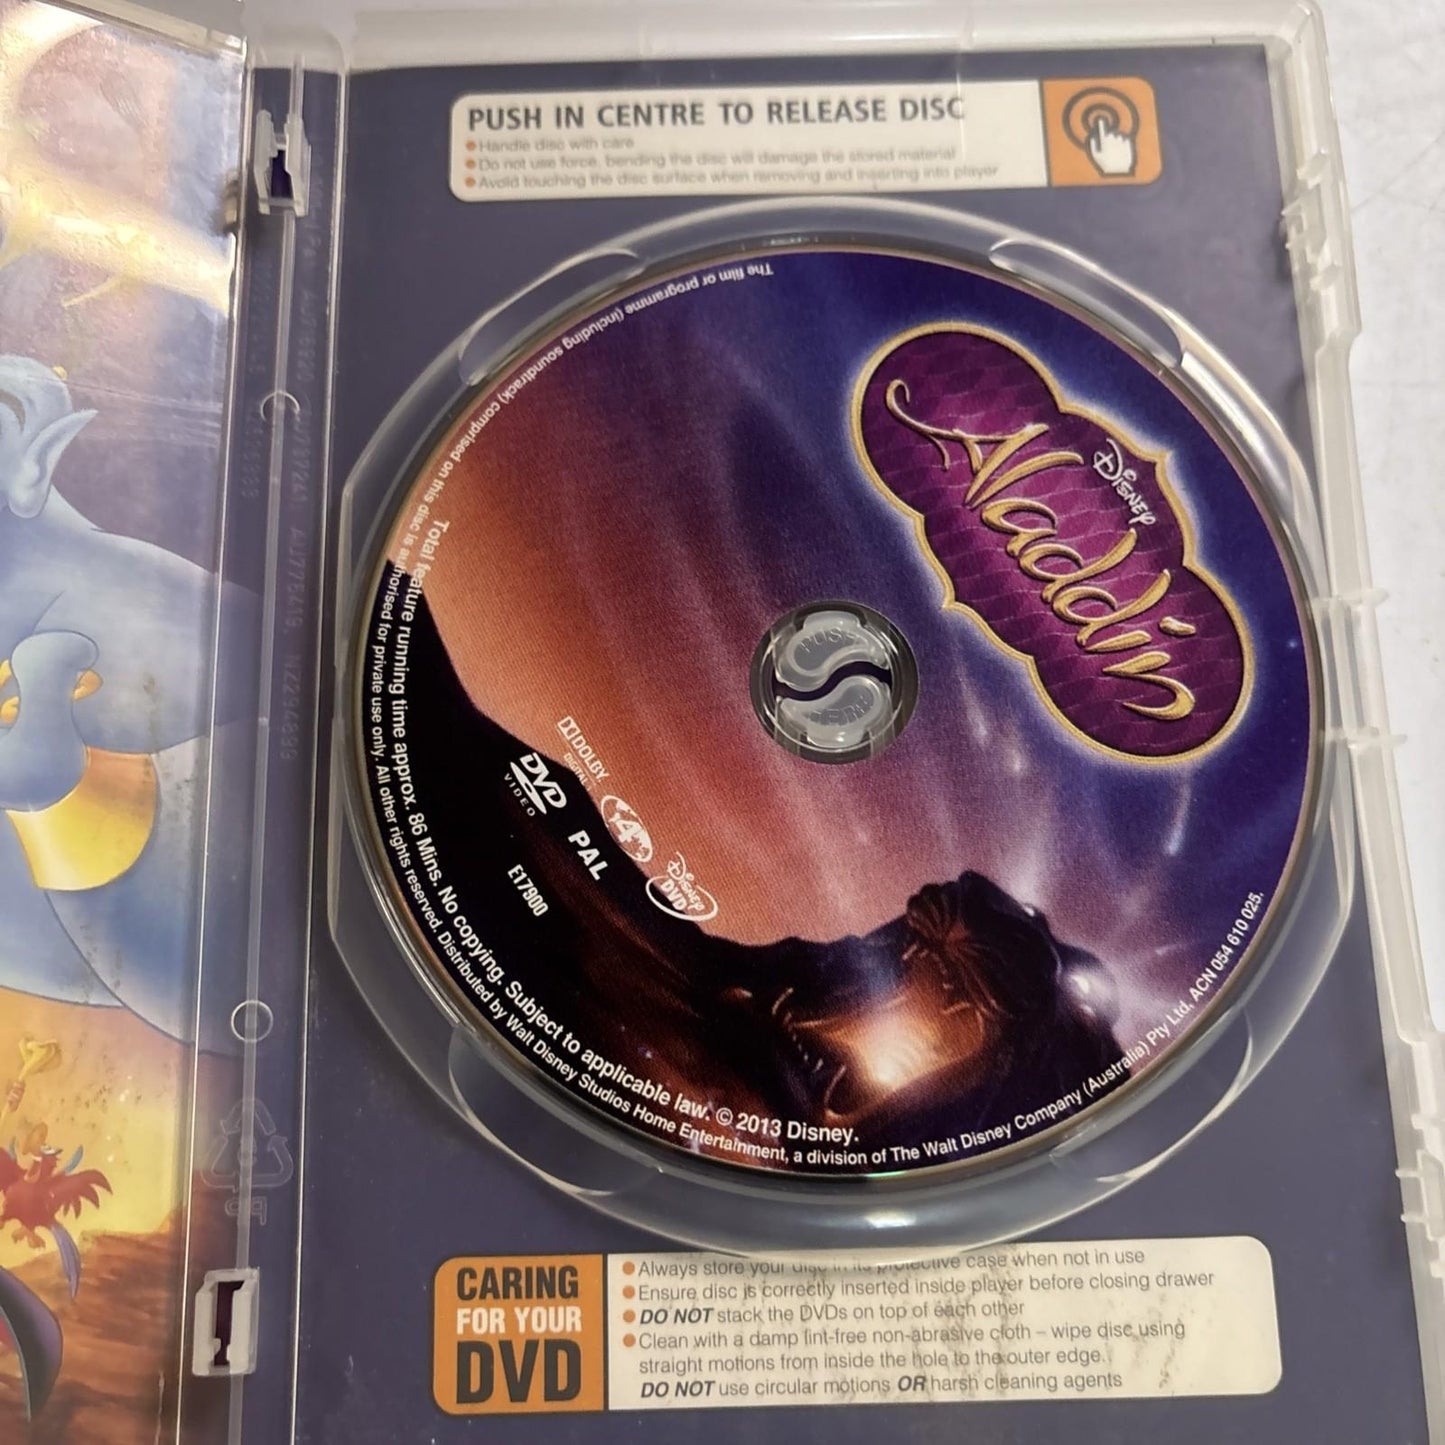 PUSH IN CENTRE TO RELEASE DISC
Handle disc with care
Do not use force, bending the disc will damage the stored material
Avoid touching the disc surface when removing and inserting into player
Disney
Aladdin
DOLBY
DIGITAL
DVD
VIDEO
PAL
4
Disney
DVD
E17900
Total feature running time approx. 86 Mins. No copying. Subject to applicable law. © 2013 Disney.
The film or programme (including soundtrack) comprised on this disc is authorised for private use only. All other rights reserved. Distributed by Walt Disney Studios Home Entertainment, a division of The Walt Disney Company (Australia) Pty Ltd. ACN 054 610 025.
PUSH
PP
CARING
FOR YOUR
DVD
Always store your disc in its protective case when not in use
Ensure disc is correctly inserted inside player before closing drawer
DO NOT stack the DVDs on top of each other
Clean with a damp lint-free non-abrasive cloth – wipe disc using
straight motions from inside the hole to the outer edge.
DO NOT use circular motions OR harsh cleaning agents